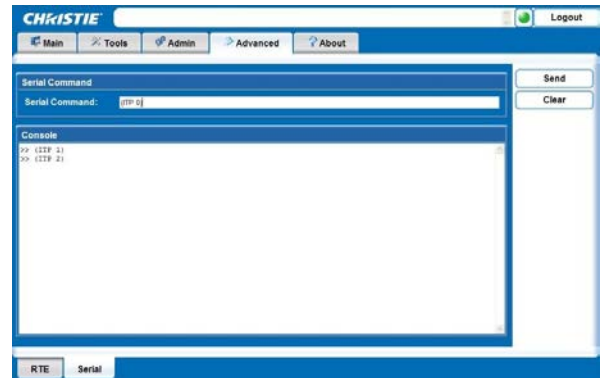 CHRISTIE
Logout
Main
Tools
Admin
Advanced
About
Serial Command
Send
Serial Command:
(ITP 0)
Clear
Console
>> (ITP 1)
>> (ITP 2)
RTE
Serial